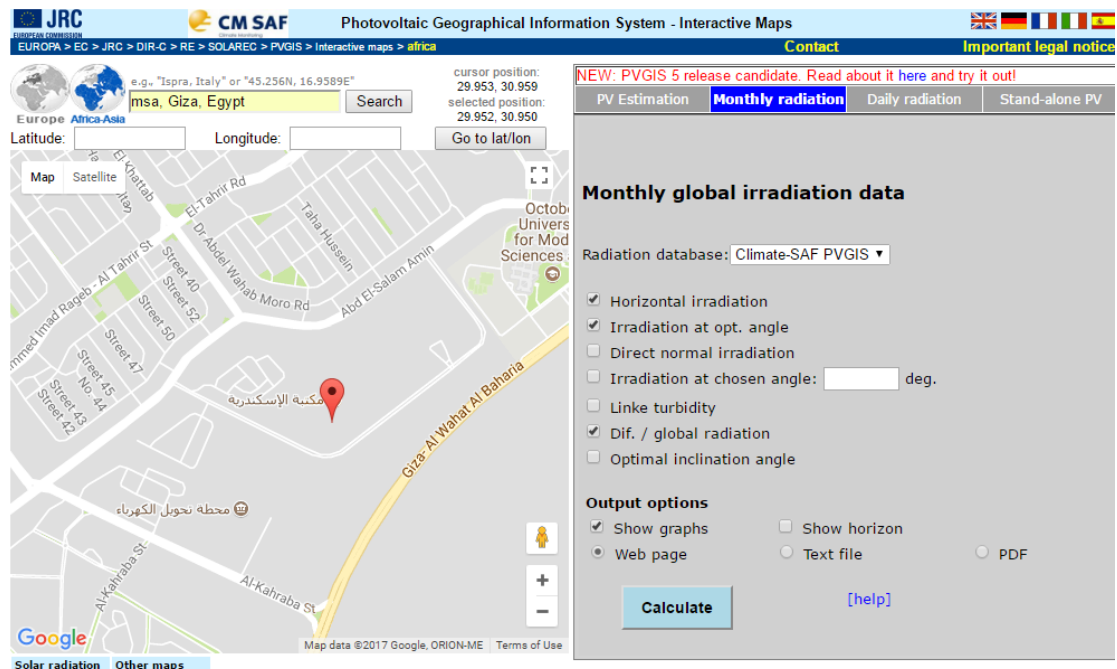 JRC
EUROPEAN COMMISSION
CM SAF
Climate Monitoring
Photovoltaic Geographical Information System - Interactive Maps
EUROPA > EC > JRC > DIR-C > RE > SOLAREC > PVGIS > Interactive maps > africa
Contact
Important legal notice
Europe
Africa-Asia
e.g., "Ispra, Italy" or "45.256N, 16.9589E"
msa, Giza, Egypt
Search
cursor position:
29.953, 30.959
selected position:
29.952, 30.950
Latitude:
Longitude:
Go to lat/lon
Map
Satellite
El-Tahrir Rd
Taha Hussein
Octob
Univers
for Mod
Sciences
Dr Abdel Wahab Moro Rd
Abd El-Salam Amin
mmed Imad Rageb - Al Tahrir St
Street 40
Street 52
Street 50
Street 47
Street 45
No. 44
Street 43
Street 42
مكتبة الإسكندرية
Giza- Al Wahat Al Baharia
محطة تحويل الكهرباء
Al-Kahraba St
Al-Kahraba St
+
−
Google
Map data ©2017 Google, ORION-ME
Terms of Use
Solar radiation
Other maps
NEW: PVGIS 5 release candidate. Read about it here and try it out!
PV Estimation
Monthly radiation
Daily radiation
Stand-alone PV
Monthly global irradiation data
Radiation database: Climate-SAF PVGIS
Horizontal irradiation
Irradiation at opt. angle
Direct normal irradiation
Irradiation at chosen angle: deg.
Linke turbidity
Dif. / global radiation
Optimal inclination angle
Output options
Show graphs
Show horizon
Web page
Text file
PDF
Calculate
[help]